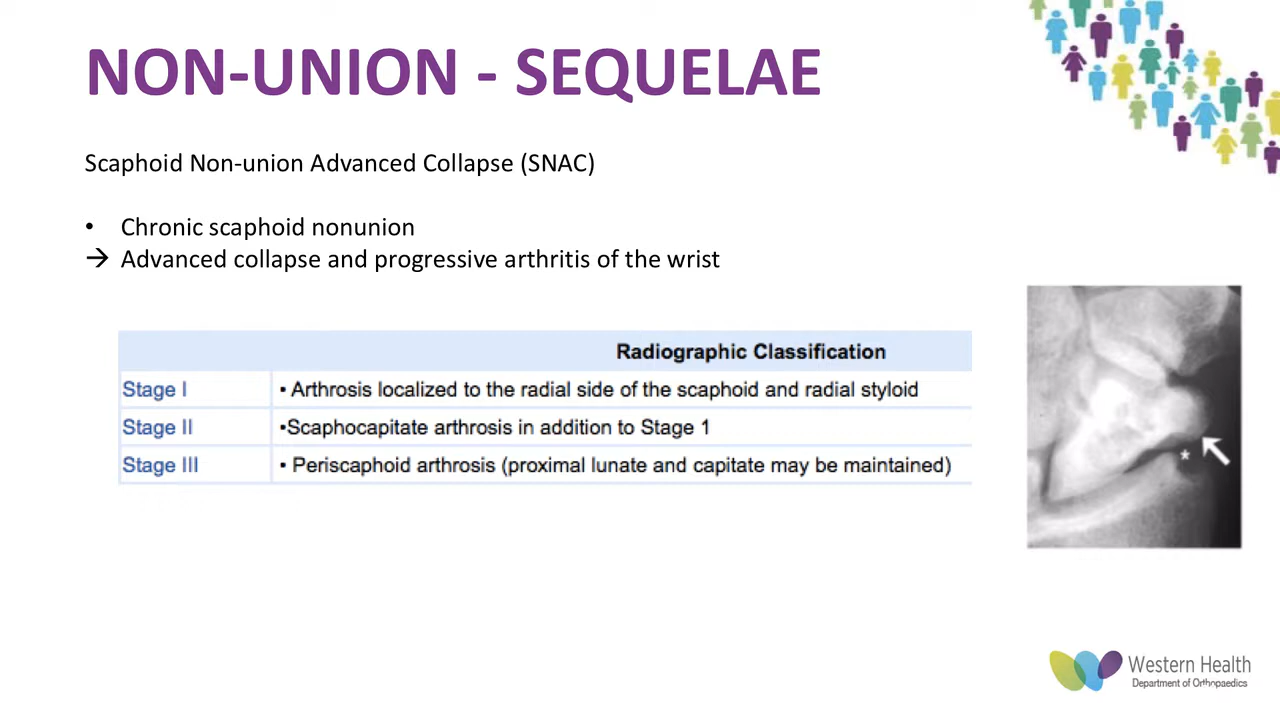 NON-UNION - SEQUELAE
Scaphoid Non-union Advanced Collapse (SNAC)
• Chronic scaphoid nonunion
→ Advanced collapse and progressive arthritis of the wrist
Radiographic Classification
Stage I • Arthrosis localized to the radial side of the scaphoid and radial styloid
Stage II •Scaphocapitate arthrosis in addition to Stage 1
Stage III • Periscaphoid arthrosis (proximal lunate and capitate may be maintained)
*
Western Health
Department of Orthopaedics